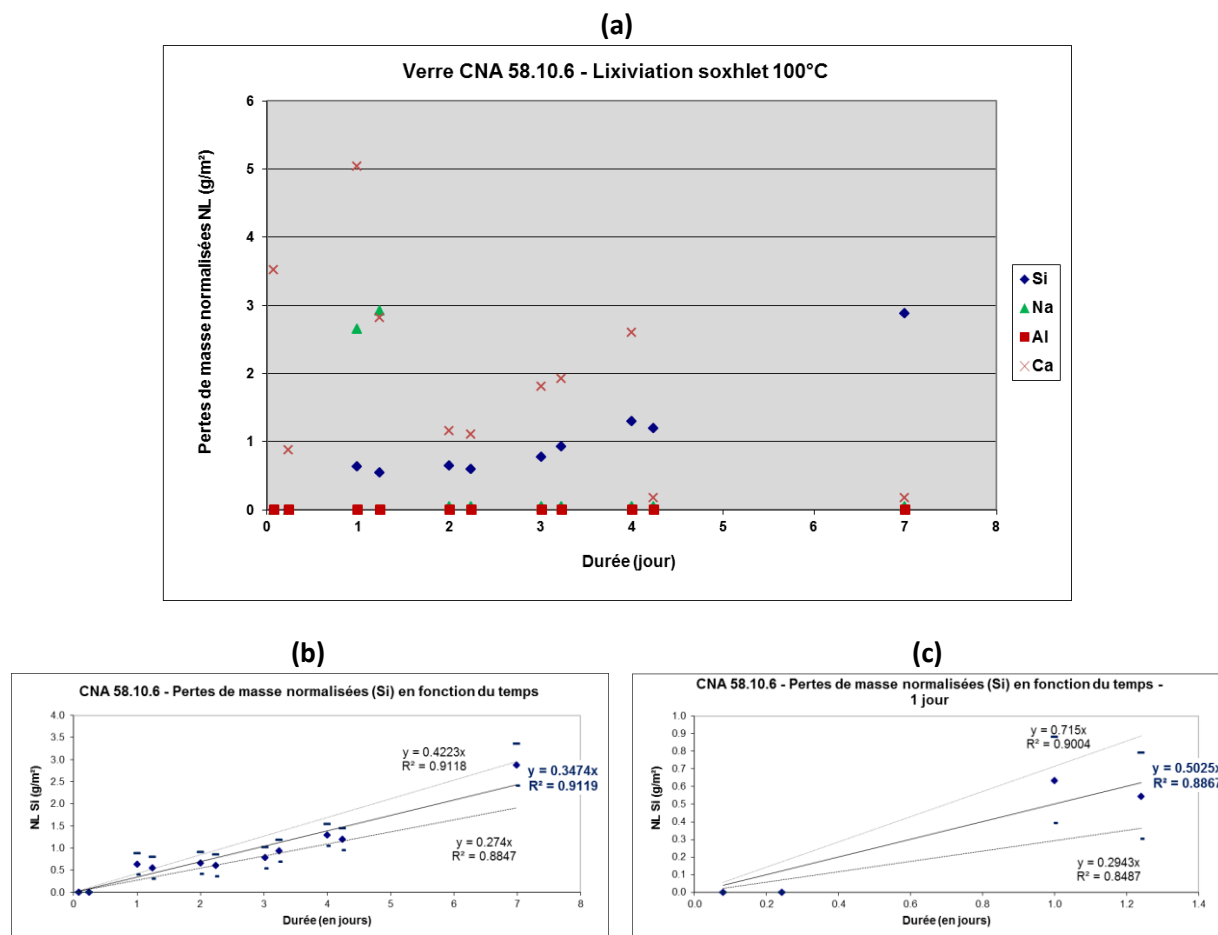 (a)
Verre CNA 58.10.6 - Lixiviation soxhlet 100°C
Pertes de masse normalisées NL (g/m²)
6
5
4
3
2
1
0
0 1 2 3 4 5 6 7 8
Durée (jour)
Si
Na
Al
Ca
(b)
CNA 58.10.6 - Pertes de masse normalisées (Si) en fonction du temps
NL Si (g/m²)
4.0
3.5
3.0
2.5
2.0
1.5
1.0
0.5
0.0
y = 0.4223x
R² = 0.9118
y = 0.3474x
R² = 0.9119
y = 0.274x
R² = 0.8847
0 1 2 3 4 5 6 7 8
Durée (en jours)
(c)
CNA 58.10.6 - Pertes de masse normalisées (Si) en fonction du temps -
1 jour
NL Si (g/m²)
1.0
0.9
0.8
0.7
0.6
0.5
0.4
0.3
0.2
0.1
0.0
y = 0.715x
R² = 0.9004
y = 0.5025x
R² = 0.8867
y = 0.2943x
R² = 0.8487
0.0 0.2 0.4 0.6 0.8 1.0 1.2 1.4
Durée (en jours)